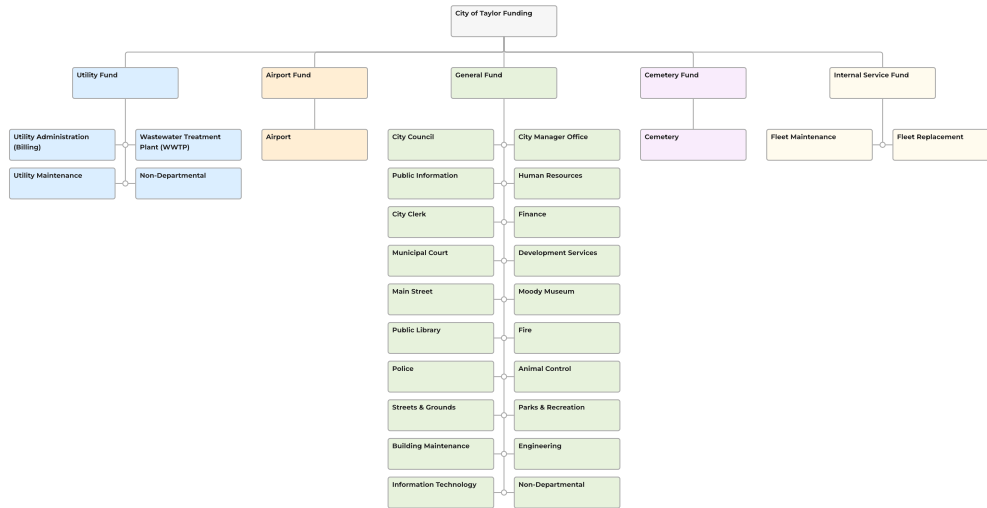 City of Taylor Funding
Utility Fund
Airport Fund
General Fund
Cemetery Fund
Internal Service Fund
Utility Administration
(Billing)
Wastewater Treatment
Plant (WWTP)
Airport
City Council
City Manager Office
Cemetery
Fleet Maintenance
Fleet Replacement
Utility Maintenance
Non-Departmental
Public Information
Human Resources
City Clerk
Finance
Municipal Court
Development Services
Main Street
Moody Museum
Public Library
Fire
Police
Animal Control
Streets & Grounds
Parks & Recreation
Building Maintenance
Engineering
Information Technology
Non-Departmental